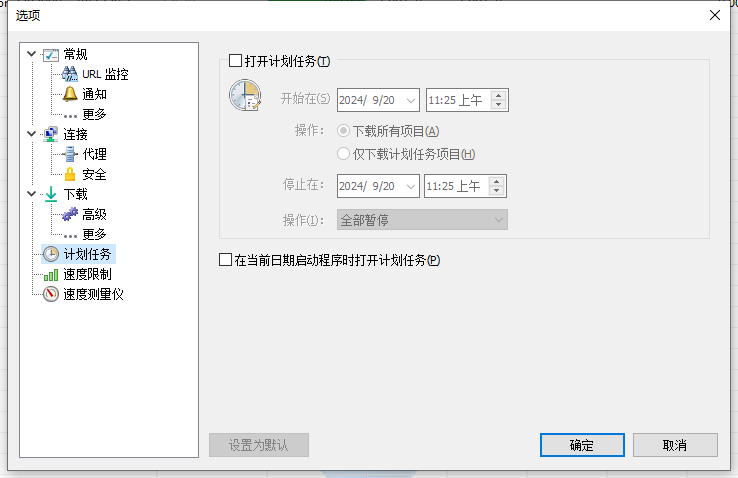 选项
常规
URL 监控
通知
更多
连接
代理
安全
下载
高级
更多
计划任务
速度限制
速度测量仪
打开计划任务(T)
开始在(S) 2024/ 9/20 11:25 上午
操作: 下载所有项目(A)
仅下载计划任务项目(H)
停止在: 2024/ 9/20 11:25 上午
操作(I): 全部暂停
在当前日期启动程序时打开计划任务(P)
设置为默认 确定 取消